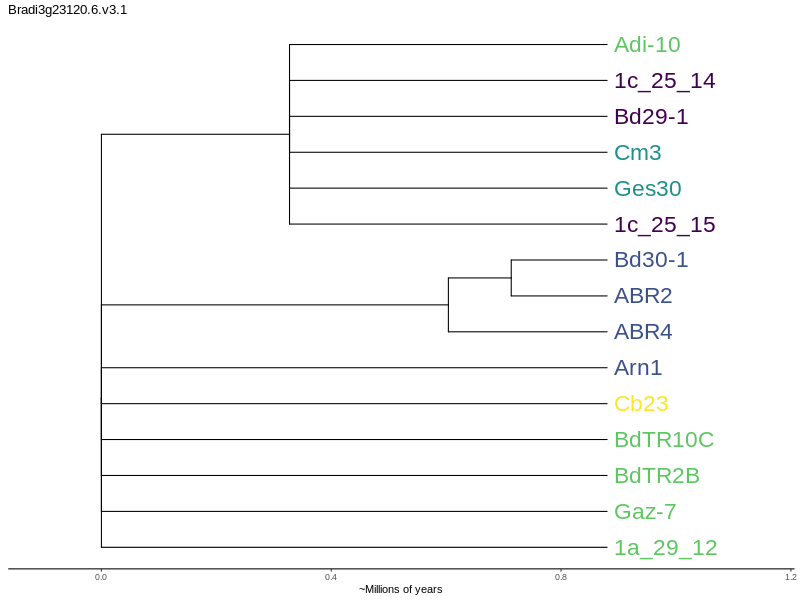 Bradi3g23120.6.v3.1
Adi-10
1c_25_14
Bd29-1
Cm3
Ges30
1c_25_15
Bd30-1
ABR2
ABR4
Arn1
Cb23
BdTR10C
BdTR2B
Gaz-7
1a_29_12
0.0 0.4 0.8 1.2
~Millions of years